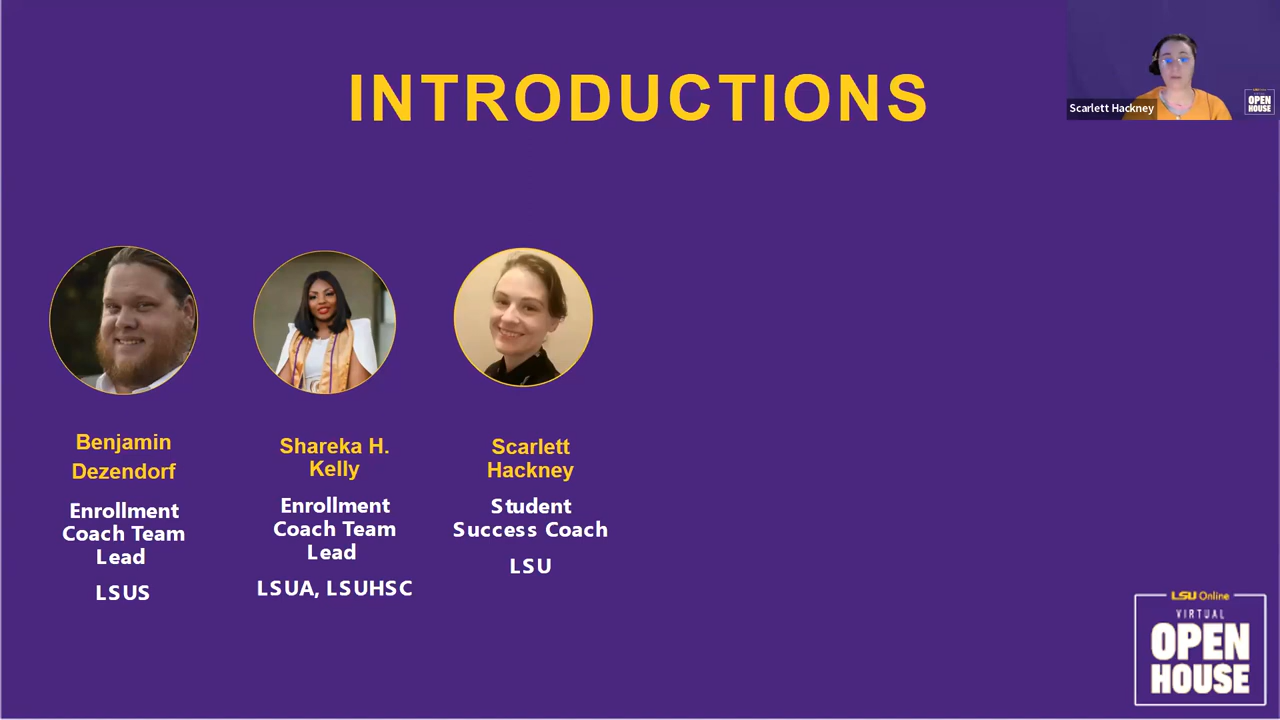 INTRODUCTIONS
Scarlett Hackney
OPEN
HOUSE
Benjamin
Dezendorf
Enrollment
Coach Team
Lead
LSUS
Shareka H.
Kelly
Enrollment
Coach Team
Lead
LSUA, LSUHSC
Scarlett
Hackney
Student
Success Coach
LSU
LSU Online
VIRTUAL
OPEN
HOUSE